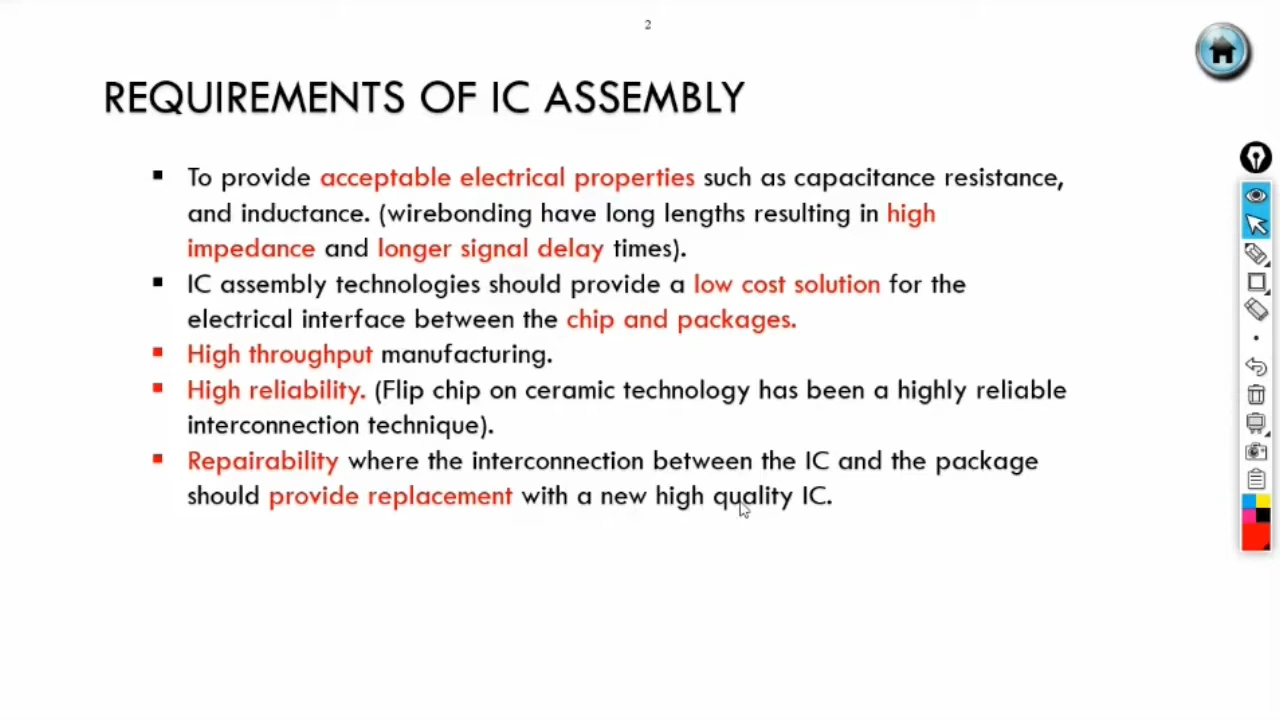 2
REQUIREMENTS OF IC ASSEMBLY
▪ To provide acceptable electrical properties such as capacitance resistance,
and inductance. (wirebonding have long lengths resulting in high
impedance and longer signal delay times).
▪ IC assembly technologies should provide a low cost solution for the
electrical interface between the chip and packages.
▪ High throughput manufacturing.
▪ High reliability. (Flip chip on ceramic technology has been a highly reliable
interconnection technique).
▪ Repairability where the interconnection between the IC and the package
should provide replacement with a new high quality IC.